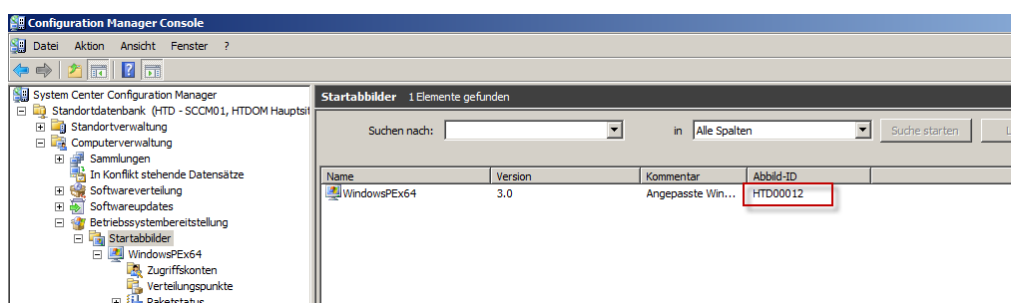 Configuration Manager Console
Datei Aktion Ansicht Fenster ?
System Center Configuration Manager
Standortdatenbank (HTD - SCCM01, HTDOM Hauptsit
Standortverwaltung
Computerverwaltung
Sammlungen
In Konflikt stehende Datensätze
Softwareverteilung
Softwareupdates
Betriebssystembereitstellung
Startabbilder
WindowsPEx64
Zugriffskonten
Verteilungspunkte
Paketstatus
Startabbilder 1 Elemente gefunden
Suchen nach: in Alle Spalten Suche starten
Name Version Kommentar Abbild-ID
WindowsPEx64 3.0 Angepasste Win... HTD00012